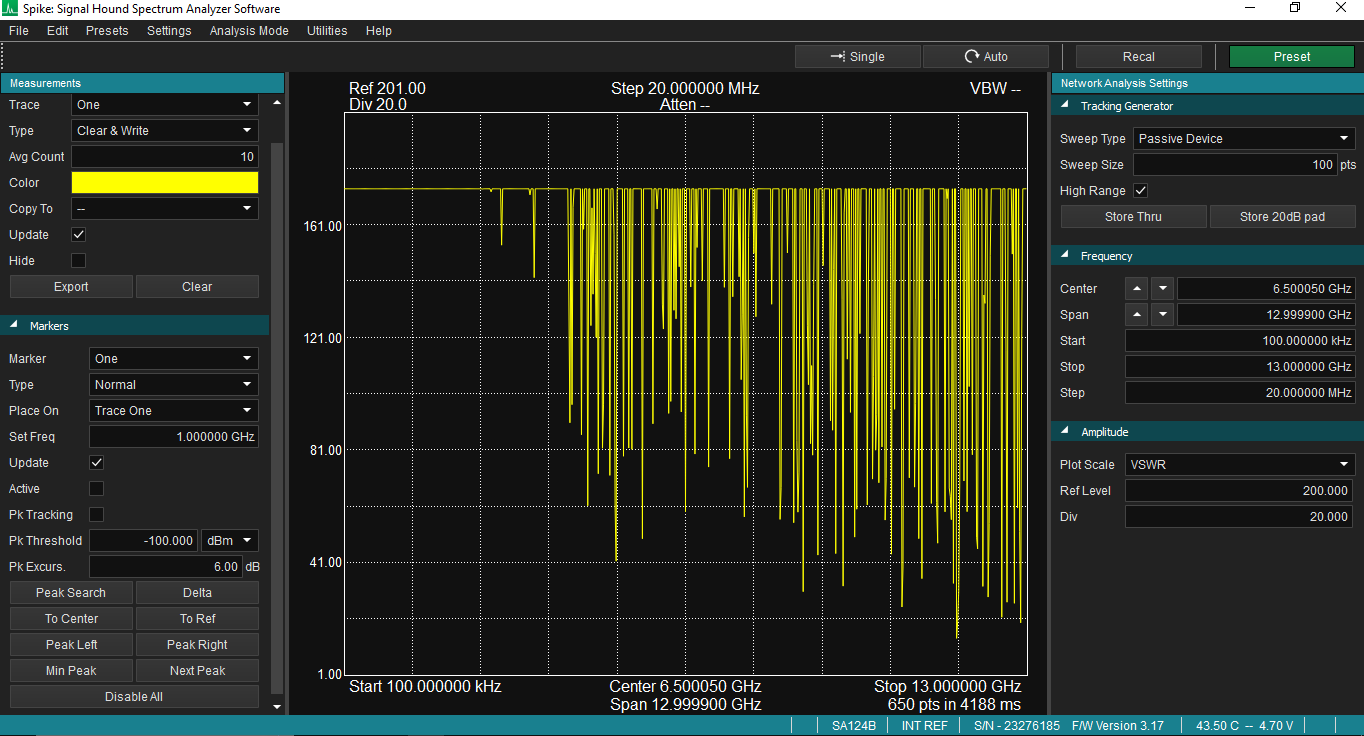 Spike: Signal Hound Spectrum Analyzer Software
File Edit Presets Settings Analysis Mode Utilities Help
Single Auto Recal Preset
Measurements
Trace One
Type Clear & Write
Avg Count 10
Color
Copy To --
Update
Hide
Export Clear
Markers
Marker One
Type Normal
Place On Trace One
Set Freq 1.000000 GHz
Update
Active
Pk Tracking
Pk Threshold -100.000 dBm
Pk Excurs. 6.00 dB
Peak Search Delta
To Center To Ref
Peak Left Peak Right
Min Peak Next Peak
Disable All
Ref 201.00 Step 20.000000 MHz VBW --
Div 20.0 Atten --
161.00
121.00
81.00
41.00
1.00
Start 100.000000 kHz Center 6.500050 GHz Stop 13.000000 GHz
Span 12.999900 GHz 650 pts in 4188 ms
Network Analysis Settings
Tracking Generator
Sweep Type Passive Device
Sweep Size 100 pts
High Range
Store Thru Store 20dB pad
Frequency
Center 6.500050 GHz
Span 12.999900 GHz
Start 100.000000 kHz
Stop 13.000000 GHz
Step 20.000000 MHz
Amplitude
Plot Scale VSWR
Ref Level 200.000
Div 20.000
SA124B INT REF S/N - 23276185 F/W Version 3.17 43.50 C -- 4.70 V